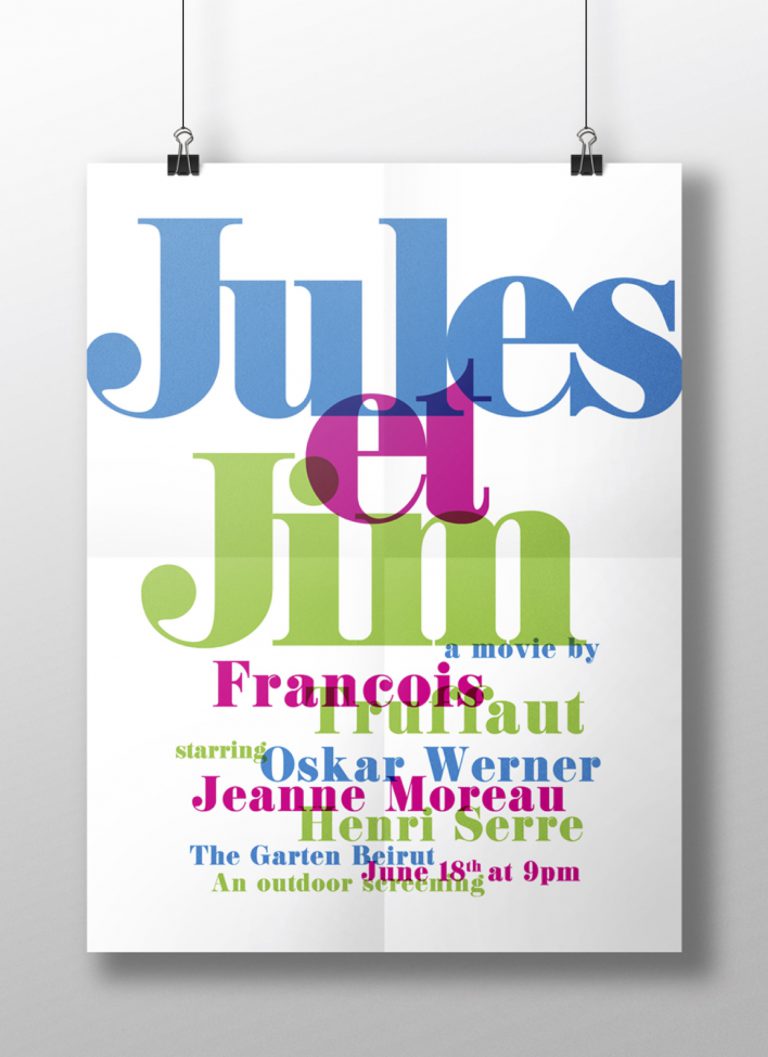 Jules
et
Jim
a movie by
Francois
Truffaut
starring
Oskar Werner
Jeanne Moreau
Henri Serre
The Garten Beirut
June 18th at 9pm
An outdoor screening